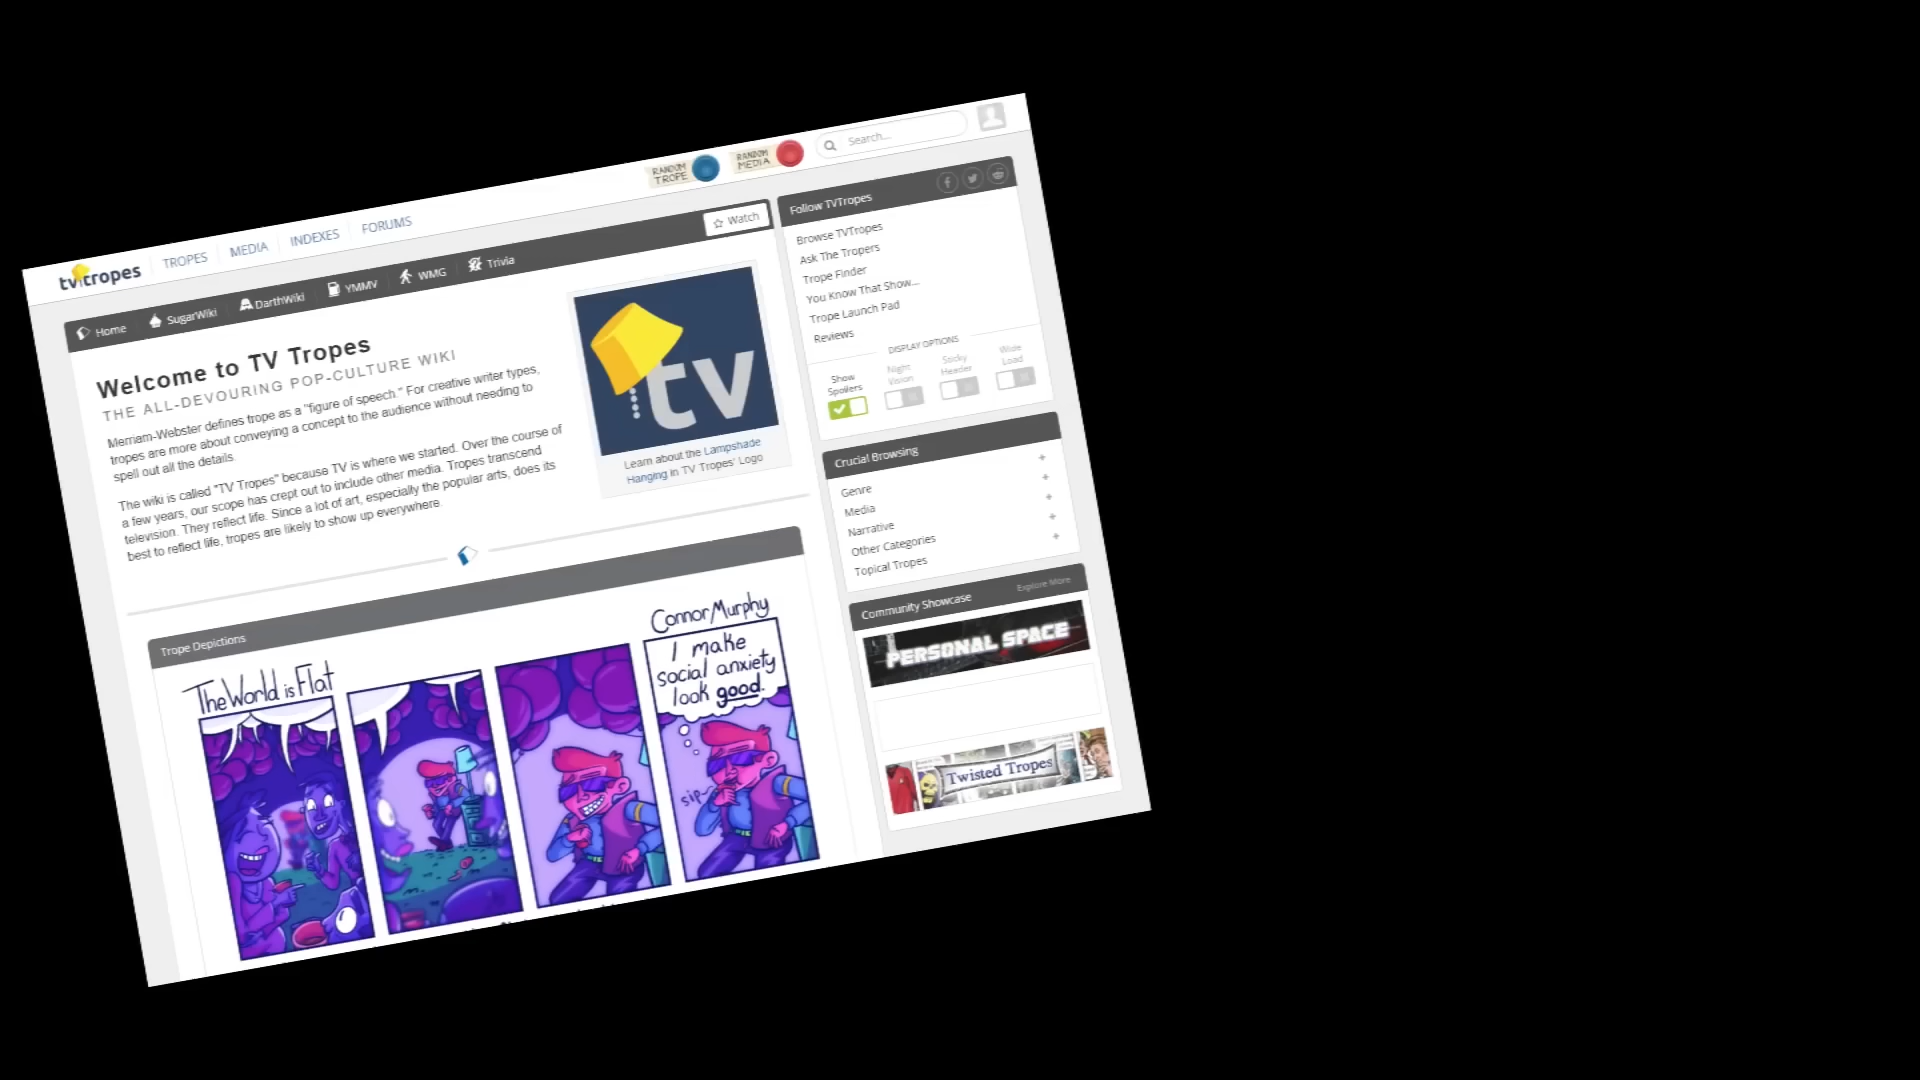 tvtropes
TROPES
MEDIA
INDEXES
FORUMS
RANDOM
TROPE
RANDOM
MEDIA
Search...
Home
SugarWiki
DarthWiki
YMMV
WMG
Trivia
Watch
Welcome to TV Tropes
THE ALL-DEVOURING POP-CULTURE WIKI
Merriam-Webster defines trope as a "figure of speech." For creative writer types,
tropes are more about conveying a concept to the audience without needing to
spell out all the details.
The wiki is called "TV Tropes" because TV is where we started. Over the course of
a few years, our scope has crept out to include other media. Tropes transcend
television. They reflect life. Since a lot of art, especially the popular arts, does its
best to reflect life, tropes are likely to show up everywhere.
tv
Learn about the Lampshade
Hanging in TV Tropes' Logo
Trope Depictions
The World is Flat
Connor Murphy
I make
social anxiety
look good.
sip
Follow TVTropes
Browse TVTropes
Ask The Tropers
Trope Finder
You Know That Show...
Trope Launch Pad
Reviews
DISPLAY OPTIONS
Show
Spoilers
Night
Vision
Sticky
Header
Wide
Load
Crucial Browsing
Genre
Media
Narrative
Other Categories
Topical Tropes
Community Showcase
Explore More
PERSONAL SPACE
Twisted Tropes